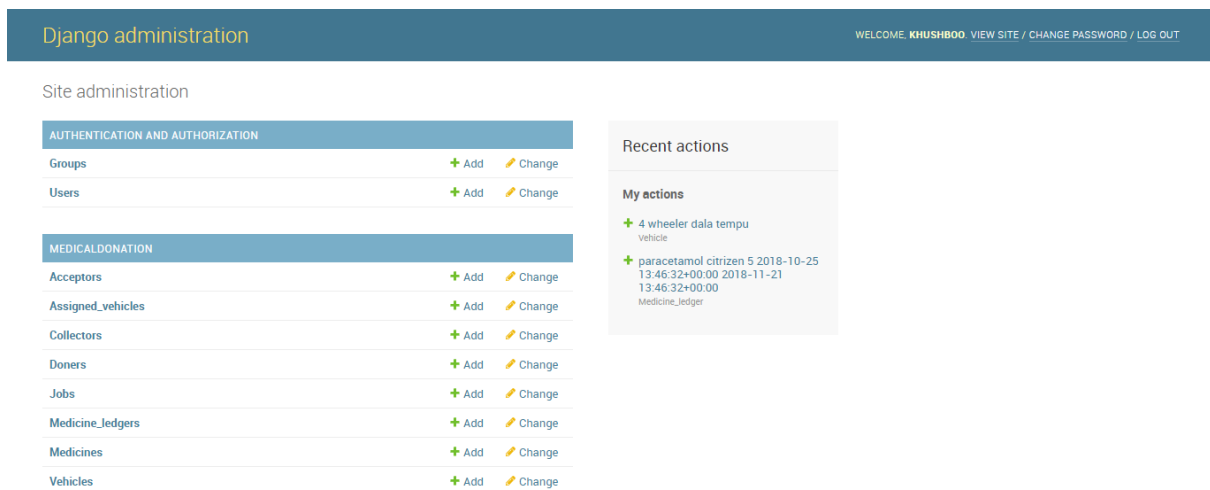 Django administration
WELCOME, KHUSHBOO. VIEW SITE / CHANGE PASSWORD / LOG OUT
Site administration
AUTHENTICATION AND AUTHORIZATION
Groups Add Change
Users Add Change
MEDICALDONATION
Acceptors Add Change
Assigned_vehicles Add Change
Collectors Add Change
Doners Add Change
Jobs Add Change
Medicine_ledgers Add Change
Medicines Add Change
Vehicles Add Change
Recent actions
My actions
4 wheeler dala tempu
Vehicle
paracetamol citrizen 5 2018-10-25
13:46:32+00:00 2018-11-21
13:46:32+00:00
Medicine_ledger